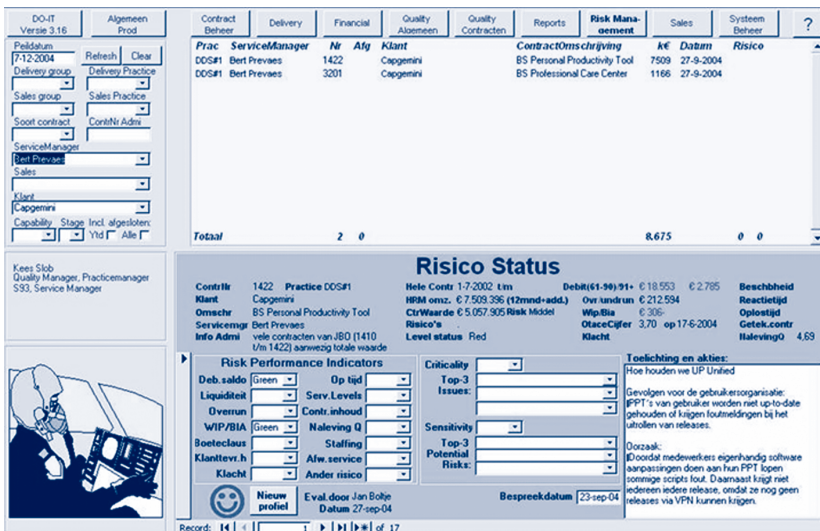 DO-IT
Versie 3.16
Algemeen
Prod
Contract
Beheer
Delivery
Financial
Quality
Algemeen
Quality
Contracten
Reports
Risk Mana-
gement
Sales
Systeem
Beheer
?
Peildatum
7-12-2004
Refresh
Clear
Delivery group
Delivery Practice
Sales group
Sales Practice
Soort contract
ContrNr Admi
ServiceManager
Bert Prevaes
Sales
Klant
Capgemini
Capability Stage Incl. afgesloten:
Ytd Alle
Prac ServiceManager Nr Afg Klant ContractOmschrijving k€ Datum Risico
DDS#1 Bert Prevaes 1422 Capgemini BS Personal Productivity Tool 7509 27-9-2004
DDS#1 Bert Prevaes 3201 Capgemini BS Professional Care Center 1166 27-9-2004
Totaal 2 0 8.675 0 0
Kees Slob
Quality Manager, Practicemanager
S93, Service Manager
Risico Status
ContrNr 1422 Practice DDS#1 Hele Contr 1-7-2002 t/m Debit(61-90)/91+ € 18.553 € 2.785 Beschbheid
Klant Capgemini HRM omz. € 7.509.396 (12mnd+add.) Ovr/undrun € 212.594 Reactietijd
Omschr BS Personal Productivity Tool CtrWaarde € 5.057.905 Risk Middel Wip/Bia € 306- Oplostijd
Servicemgr Bert Prevaes Risico's . OtaceCijfer 3,70 op 17-6-2004 Getek.contr
Info Admi vele contracten van JBO (1410 Level status Red Klacht NalevingQ 4,69
t/m 1422) aanwezig totale waarde
Risk Performance Indicators
Deb.saldo Green Op tijd
Liquiditeit Serv.Levels
Overrun Contr.inhoud
WIP/BIA Green Naleving Q
Boeteclaus Staffing
Klanttevr.h Afw.service
Klacht Ander risico
Nieuw
profiel
Eval.door Jan Boltje
Datum 27-sep-04
Criticality
Top-3
Issues:
Sensitivity
Top-3
Potential
Risks:
Bespreekdatum 23-sep-04
Toelichting en akties:
Hoe houden we UP Unified
Gevolgen voor de gebruikersorganisatie:
PPT's van gebruiker worden niet up-to-date
gehouden of krijgen foutmeldingen bij het
uitrollen van releases.
Oorzaak:
Doordat medewerkers eigenhandig software
aanpassingen doen aan hun PPT lopen
sommige scripts fout. Daarnaast krijgt niet
iedereen iedere release, omdat ze nog geen
releases via VPN kunnen krijgen.
Record: 1 of 17